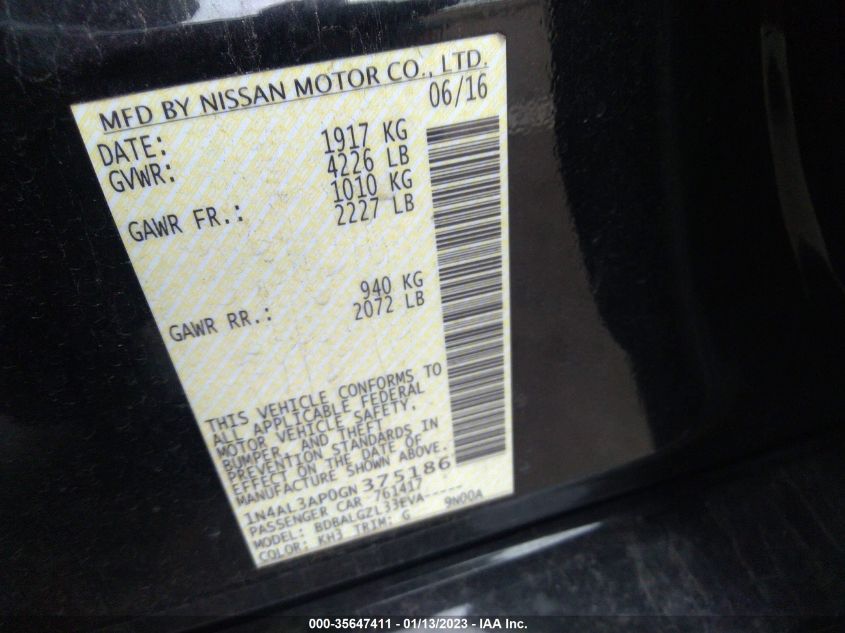 MFD BY NISSAN MOTOR CO., LTD.
DATE: 06/16
GVWR: 1917 KG
4226 LB
GAWR FR.: 1010 KG
2227 LB
GAWR RR.: 940 KG
2072 LB
THIS VEHICLE CONFORMS TO
ALL APPLICABLE FEDERAL
MOTOR VEHICLE SAFETY,
BUMPER, AND THEFT
PREVENTION STANDARDS IN
EFFECT ON THE DATE OF
MANUFACTURE SHOWN ABOVE.
1N4AL3AP0GN375186
PASSENGER CAR 761417
MODEL: BDBALGZL33EVA----- 9N00A
COLOR: KH3 TRIM: G
000-35647411 - 01/13/2023 - IAA Inc.